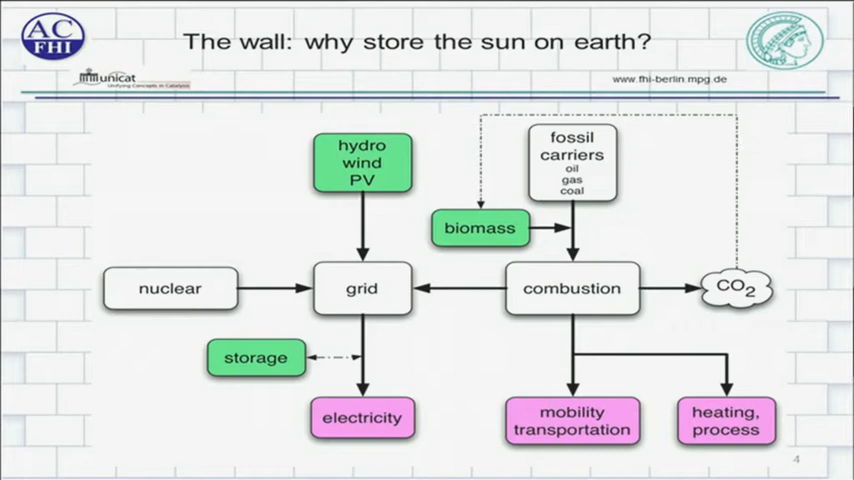 AC
FHI
The wall: why store the sun on earth?
unicat
Unifying Concepts in Catalysis
www.fhi-berlin.mpg.de
hydro
wind
PV
fossil
carriers
oil
gas
coal
biomass
nuclear
grid
combustion
CO2
storage
electricity
mobility
transportation
heating,
process
4